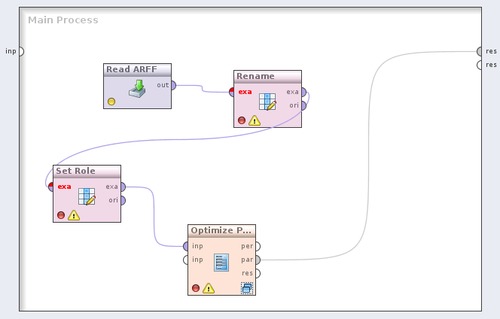 Main Process
inp
res
res
Read ARFF
out
Rename
exa
exa
ori
Set Role
exa
exa
ori
Optimize P...
inp
per
inp
par
res